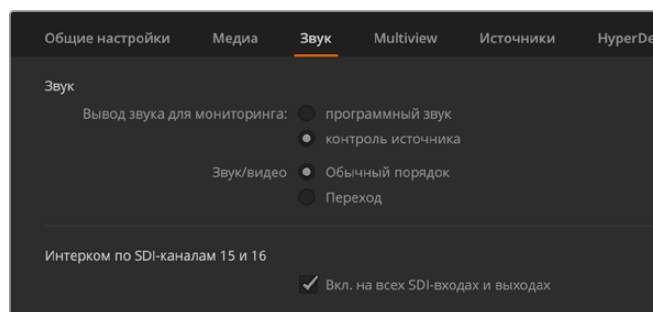 Общие настройки Медиа Звук Multiview Источники HyperDe
Звук
Вывод звука для мониторинга: программный звук
контроль источника
Звук/видео Обычный порядок
Переход
Интерком по SDI-каналам 15 и 16
Вкл. на всех SDI-входах и выходах